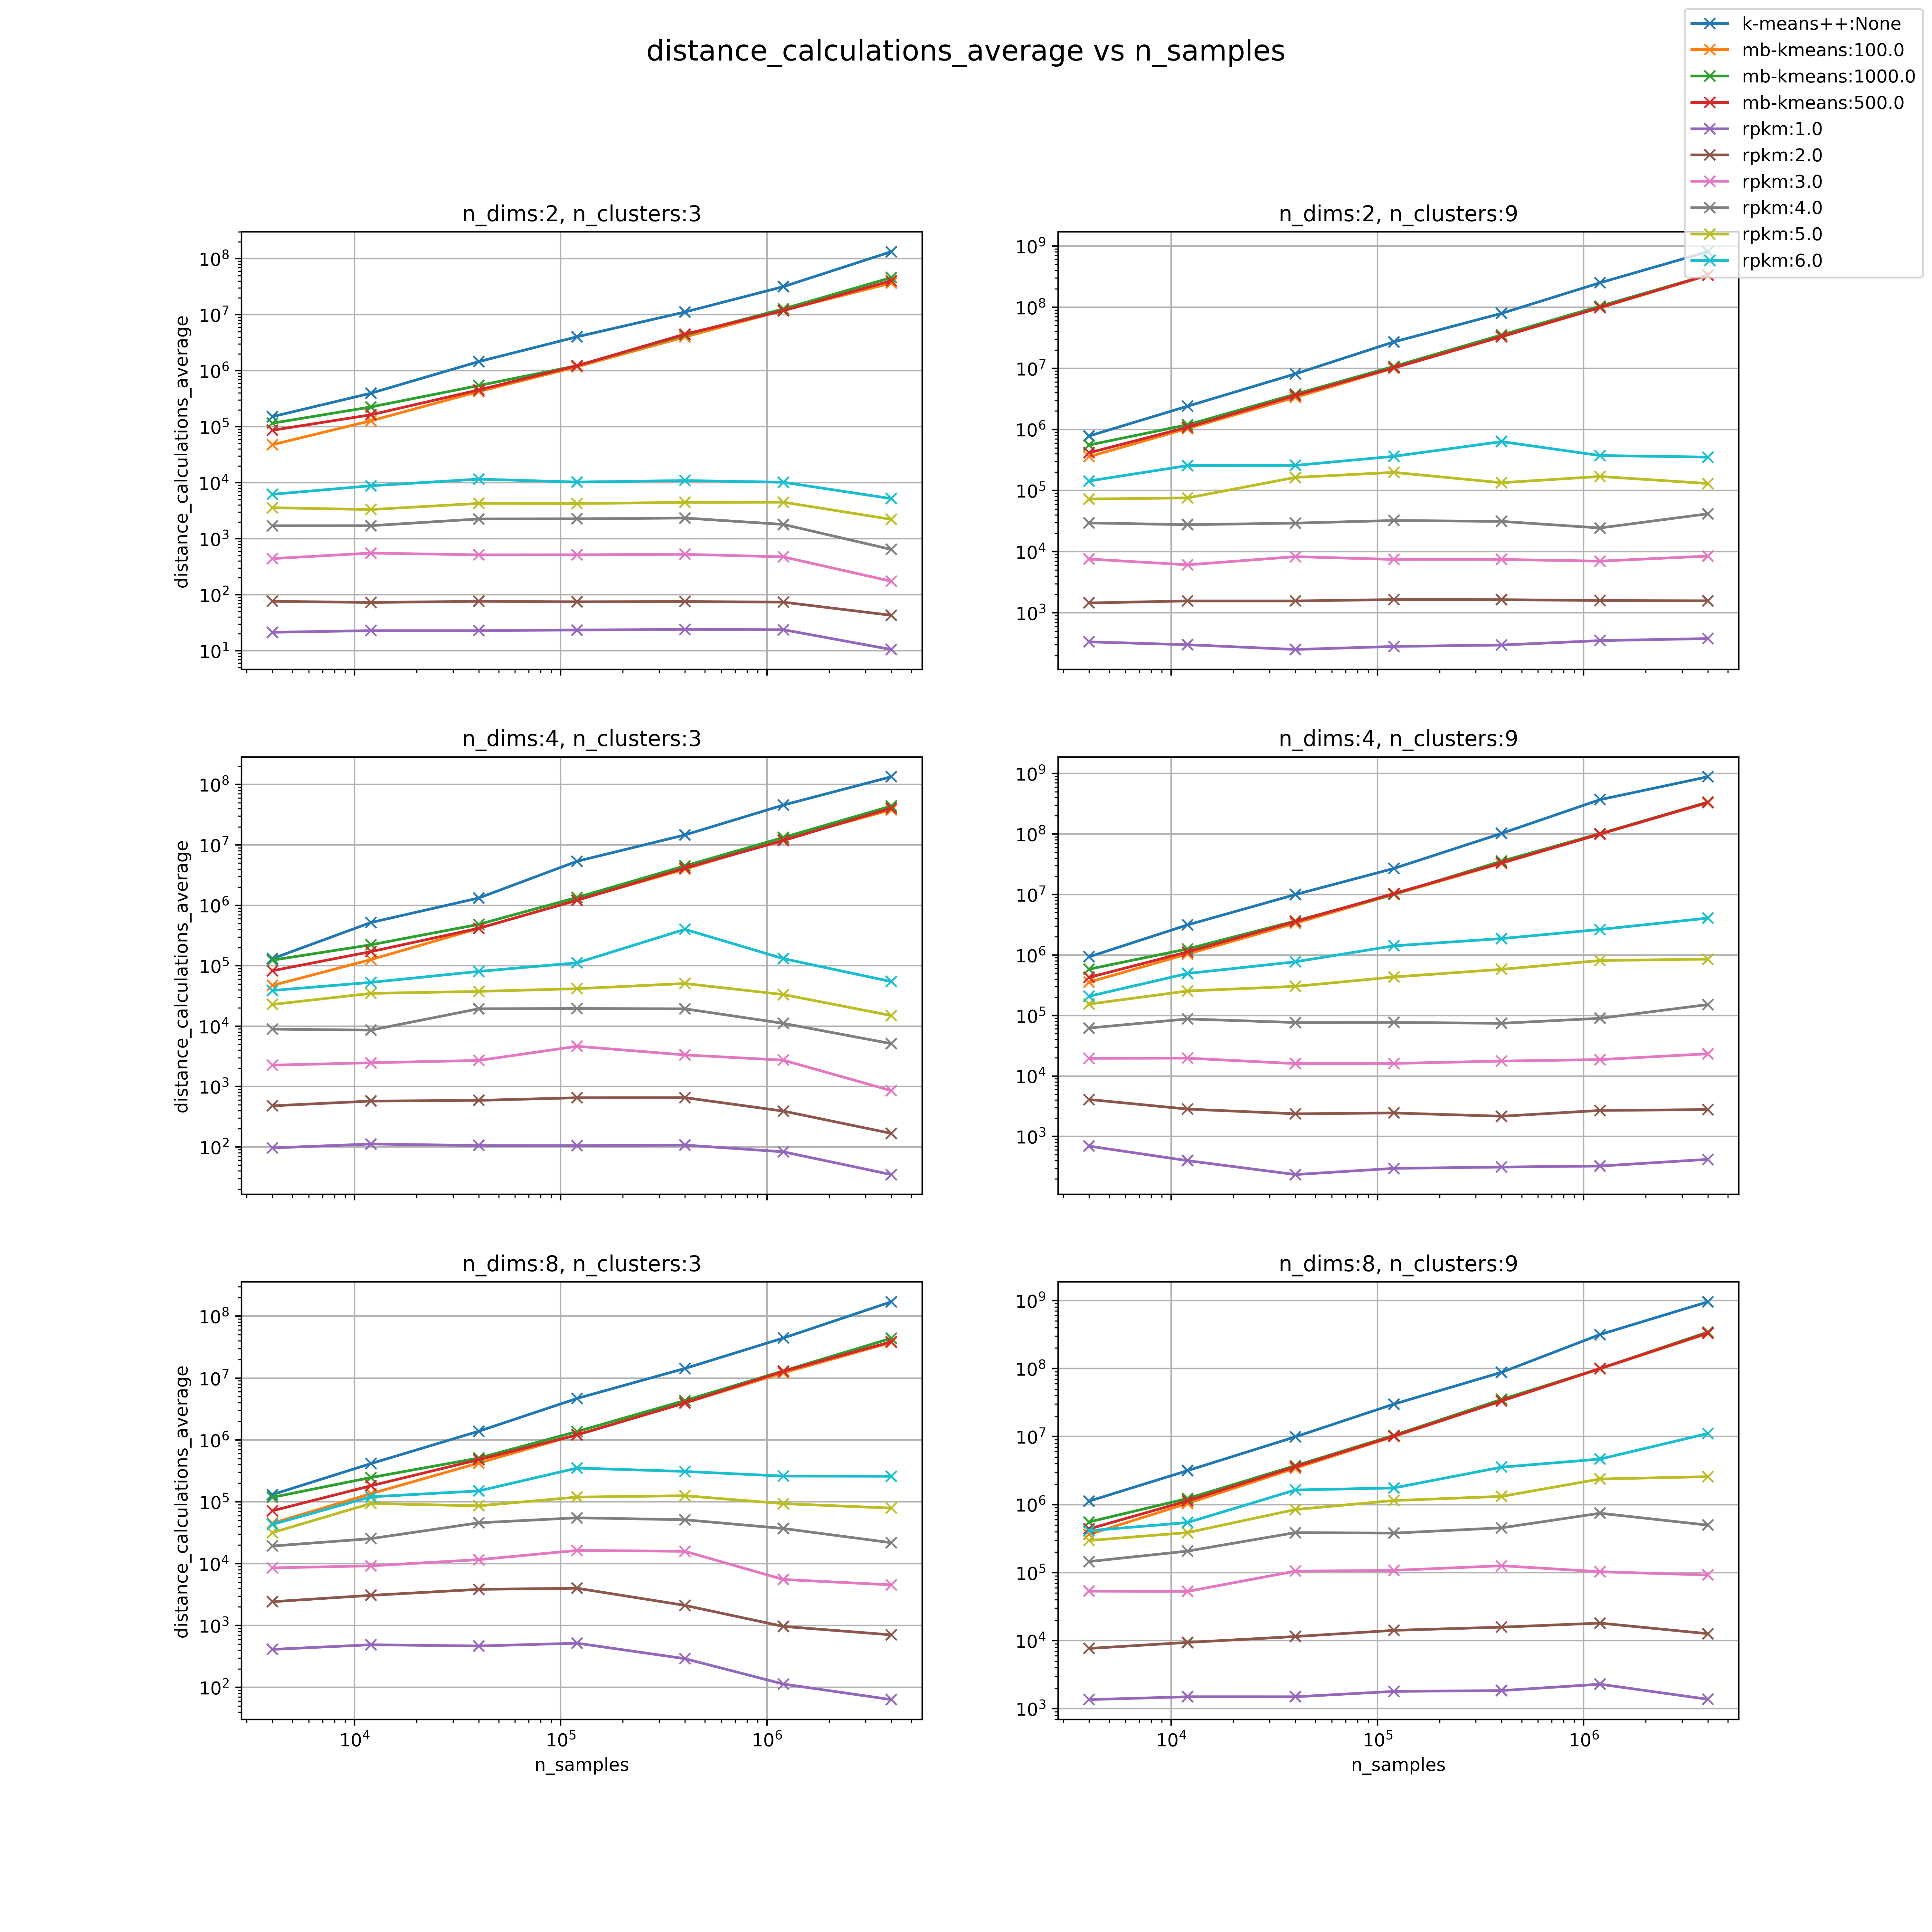 distance_calculations_average vs n_samples
k-means++:None
mb-kmeans:100.0
mb-kmeans:1000.0
mb-kmeans:500.0
rpkm:1.0
rpkm:2.0
rpkm:3.0
rpkm:4.0
rpkm:5.0
rpkm:6.0
n_dims:2, n_clusters:3
distance_calculations_average
10⁸
10⁷
10⁶
10⁵
10⁴
10³
10²
10¹
n_dims:2, n_clusters:9
10⁹
10⁸
10⁷
10⁶
10⁵
10⁴
10³
n_dims:4, n_clusters:3
distance_calculations_average
10⁸
10⁷
10⁶
10⁵
10⁴
10³
10²
n_dims:4, n_clusters:9
10⁹
10⁸
10⁷
10⁶
10⁵
10⁴
10³
n_dims:8, n_clusters:3
distance_calculations_average
10⁸
10⁷
10⁶
10⁵
10⁴
10³
10²
10⁴ 10⁵ 10⁶
n_samples
n_dims:8, n_clusters:9
10⁹
10⁸
10⁷
10⁶
10⁵
10⁴
10³
10⁴ 10⁵ 10⁶
n_samples